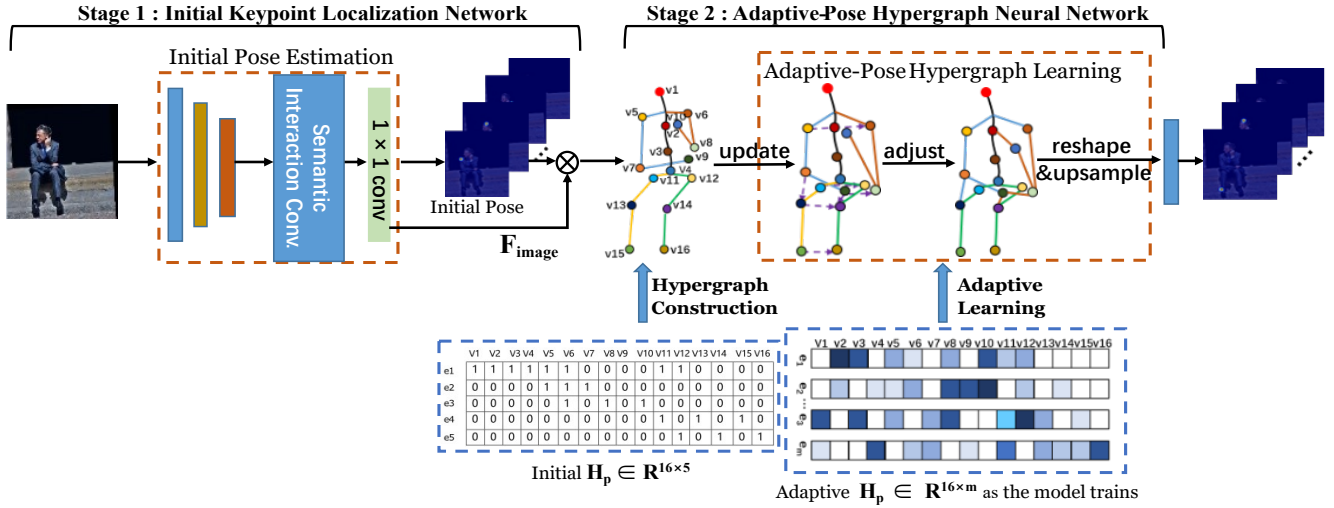 Stage 1 : Initial Keypoint Localization Network
Stage 2 : Adaptive-Pose Hypergraph Neural Network
Initial Pose Estimation
Semantic
Interaction Conv.
1 × 1 conv
Initial Pose
F_image
v1
v5
v6
v10
v2
v8
v3
v9
v7
v4
v11
v12
v13
v14
v15
v16
Adaptive-Pose Hypergraph Learning
update
adjust
reshape
&upsample
Hypergraph
Construction
Adaptive
Learning
V1 V2 V3 V4 V5 V6 V7 V8 V9 V10 V11 V12 V13 V14 V15 V16
e1 1 1 1 1 1 1 0 0 0 0 1 1 0 0 0 0
e2 0 0 0 0 1 1 1 0 0 0 0 0 0 0 0 0
e3 0 0 0 0 0 1 0 1 0 1 0 0 0 0 0 0
e4 0 0 0 0 0 0 0 0 0 0 1 0 1 0 1 0
e5 0 0 0 0 0 0 0 0 0 0 0 1 0 1 0 1
Initial H_p ∈ R^16×5
V1 v2 v3 v4 v5 v6 v7 v8 v9 v10 v11 v12 v13 v14 v15 v16
e1
e2
...
e3
em
Adaptive H_p ∈ R^16×m as the model trains